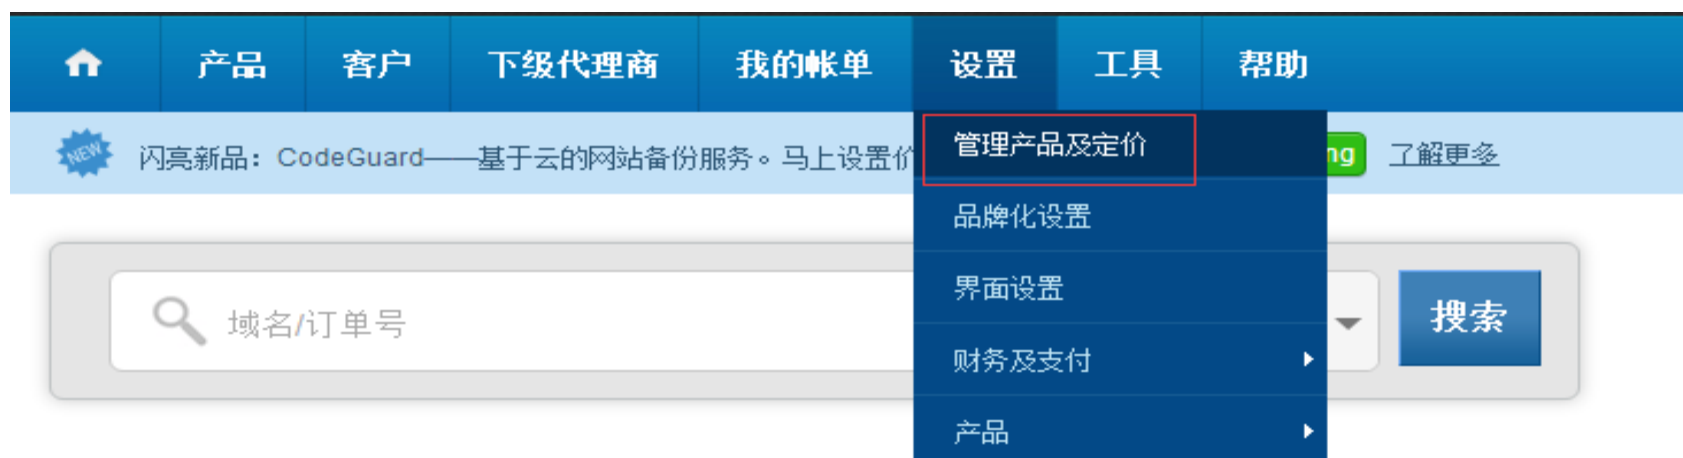 产品 客户 下级代理商 我的帐单 设置 工具 帮助
NEW 闪亮新品：CodeGuard——基于云的网站备份服务。马上设置价 ng 了解更多
管理产品及定价
品牌化设置
界面设置
域名/订单号 搜索
财务及支付
产品